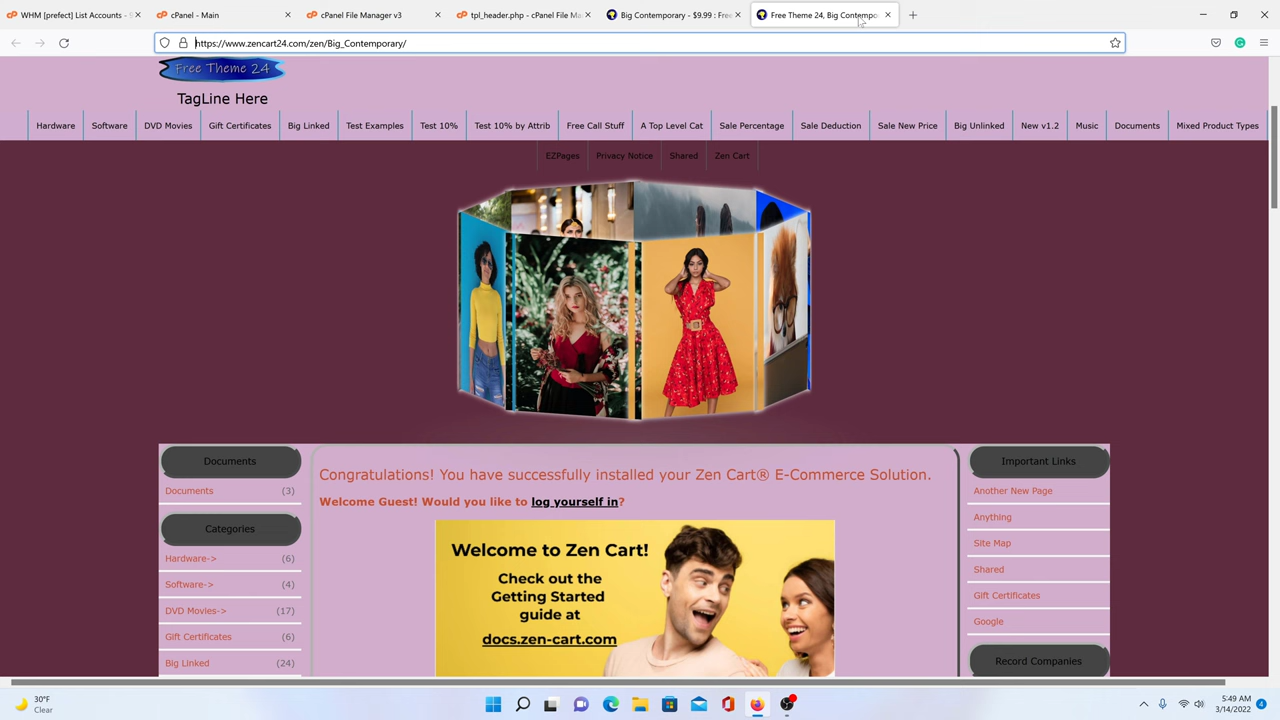 WHM [prefect] List Accounts - 
cPanel - Main
cPanel File Manager v3
tpl_header.php - cPanel File Ma
Big Contemporary - $9.99 : Free
Free Theme 24, Big Contempo
https://www.zencart24.com/zen/Big_Contemporary/
Free Theme 24
TagLine Here
Hardware Software DVD Movies Gift Certificates Big Linked Test Examples Test 10% Test 10% by Attrib Free Call Stuff A Top Level Cat Sale Percentage Sale Deduction Sale New Price Big Unlinked New v1.2 Music Documents Mixed Product Types
EZPages Privacy Notice Shared Zen Cart
Documents
Documents (3)
Categories
Hardware-> (6)
Software-> (4)
DVD Movies-> (17)
Gift Certificates (6)
Big Linked (24)
Congratulations! You have successfully installed your Zen Cart® E-Commerce Solution.
Welcome Guest! Would you like to log yourself in?
Welcome to Zen Cart!
Check out the
Getting Started
guide at
docs.zen-cart.com
Important Links
Another New Page
Anything
Site Map
Shared
Gift Certificates
Google
Record Companies
30°F
Clear
5:49 AM
3/14/2022
4